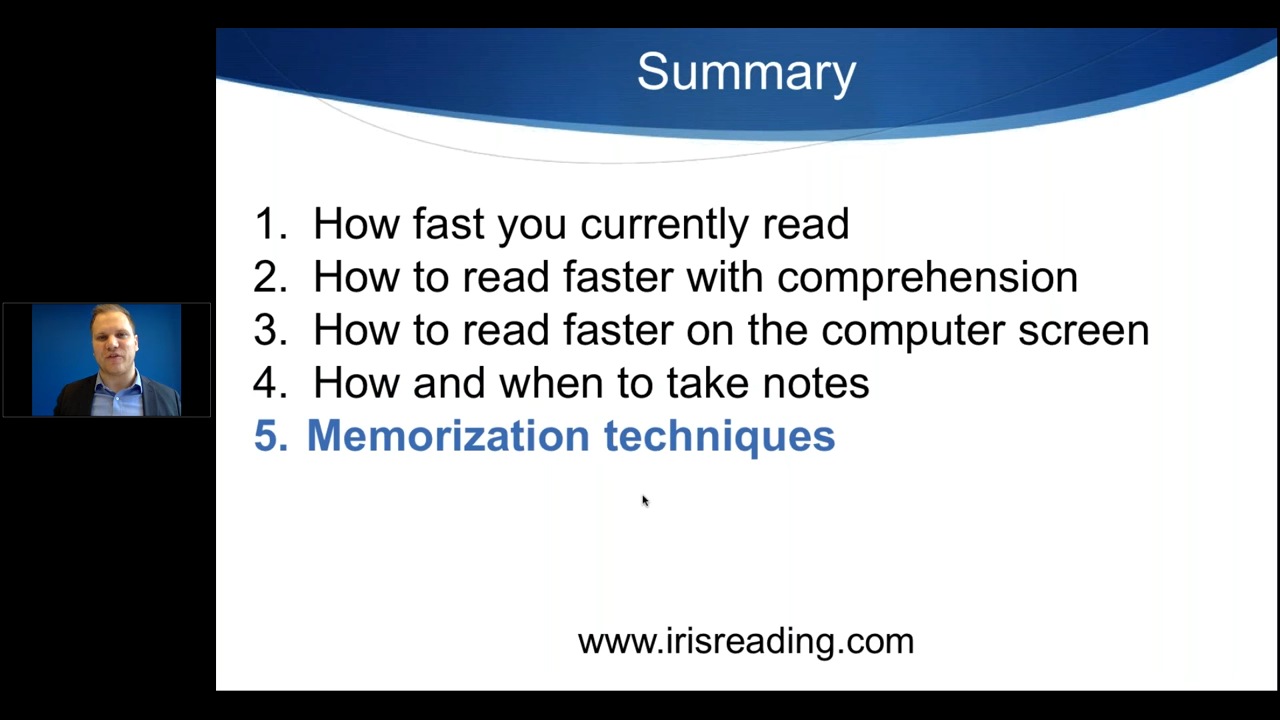 Summary
1. How fast you currently read
2. How to read faster with comprehension
3. How to read faster on the computer screen
4. How and when to take notes
5. Memorization techniques
www.irisreading.com